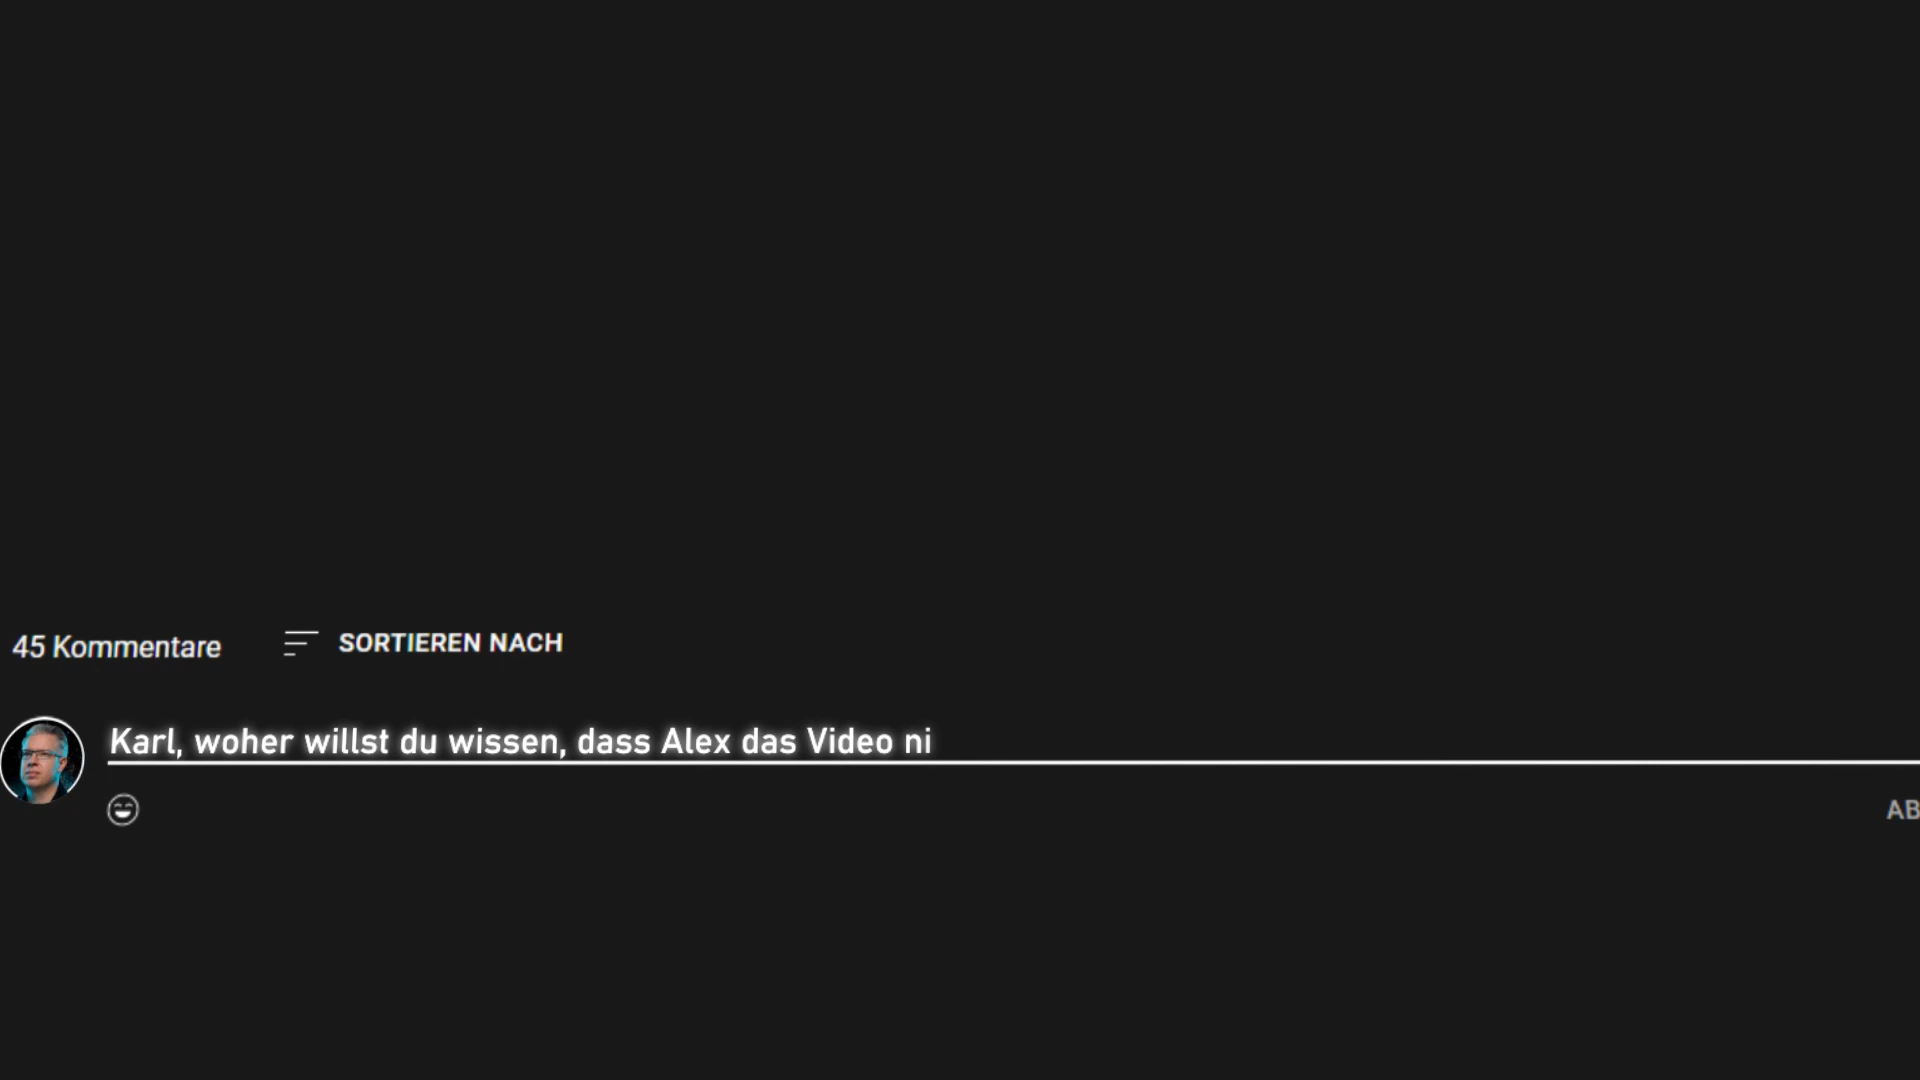 45 Kommentare
SORTIEREN NACH
Karl, woher willst du wissen, dass Alex das Video ni
AB